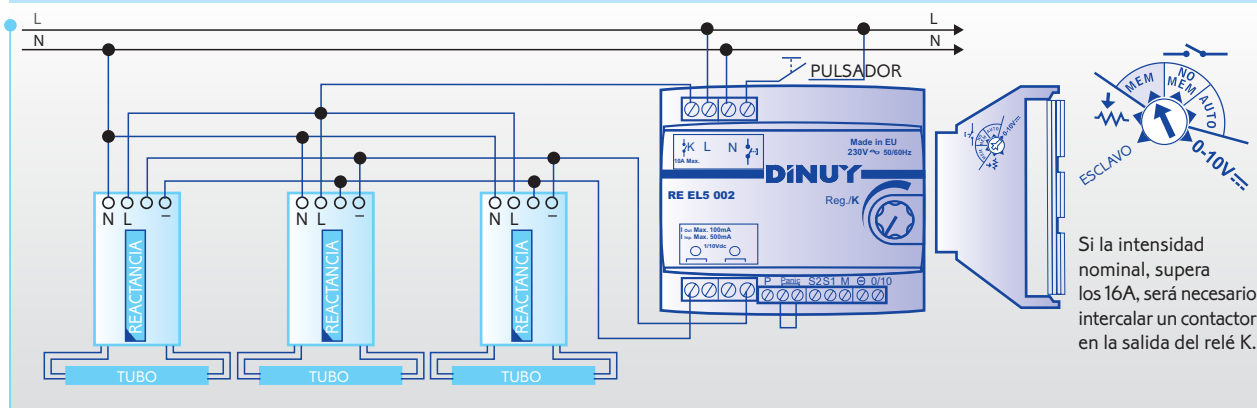 L
L
N
N
PULSADOR
MEM
NO MEM
AUTO
0-10V
ESCLAVO
K L N
10A Max.
Made in EU
230V ~ 50/60Hz
DINUY
RE EL5 002
Reg./K
I Out Max. 100mA
I Inp. Max. 500mA
1/10Vdc
P Panic S2 S1 M ⊖ 0/10
N L –
N L –
N L –
REACTANCIA
REACTANCIA
REACTANCIA
TUBO
TUBO
TUBO
Si la intensidad
nominal, supera
los 16A, será necesario
intercalar un contactor
en la salida del relé K.